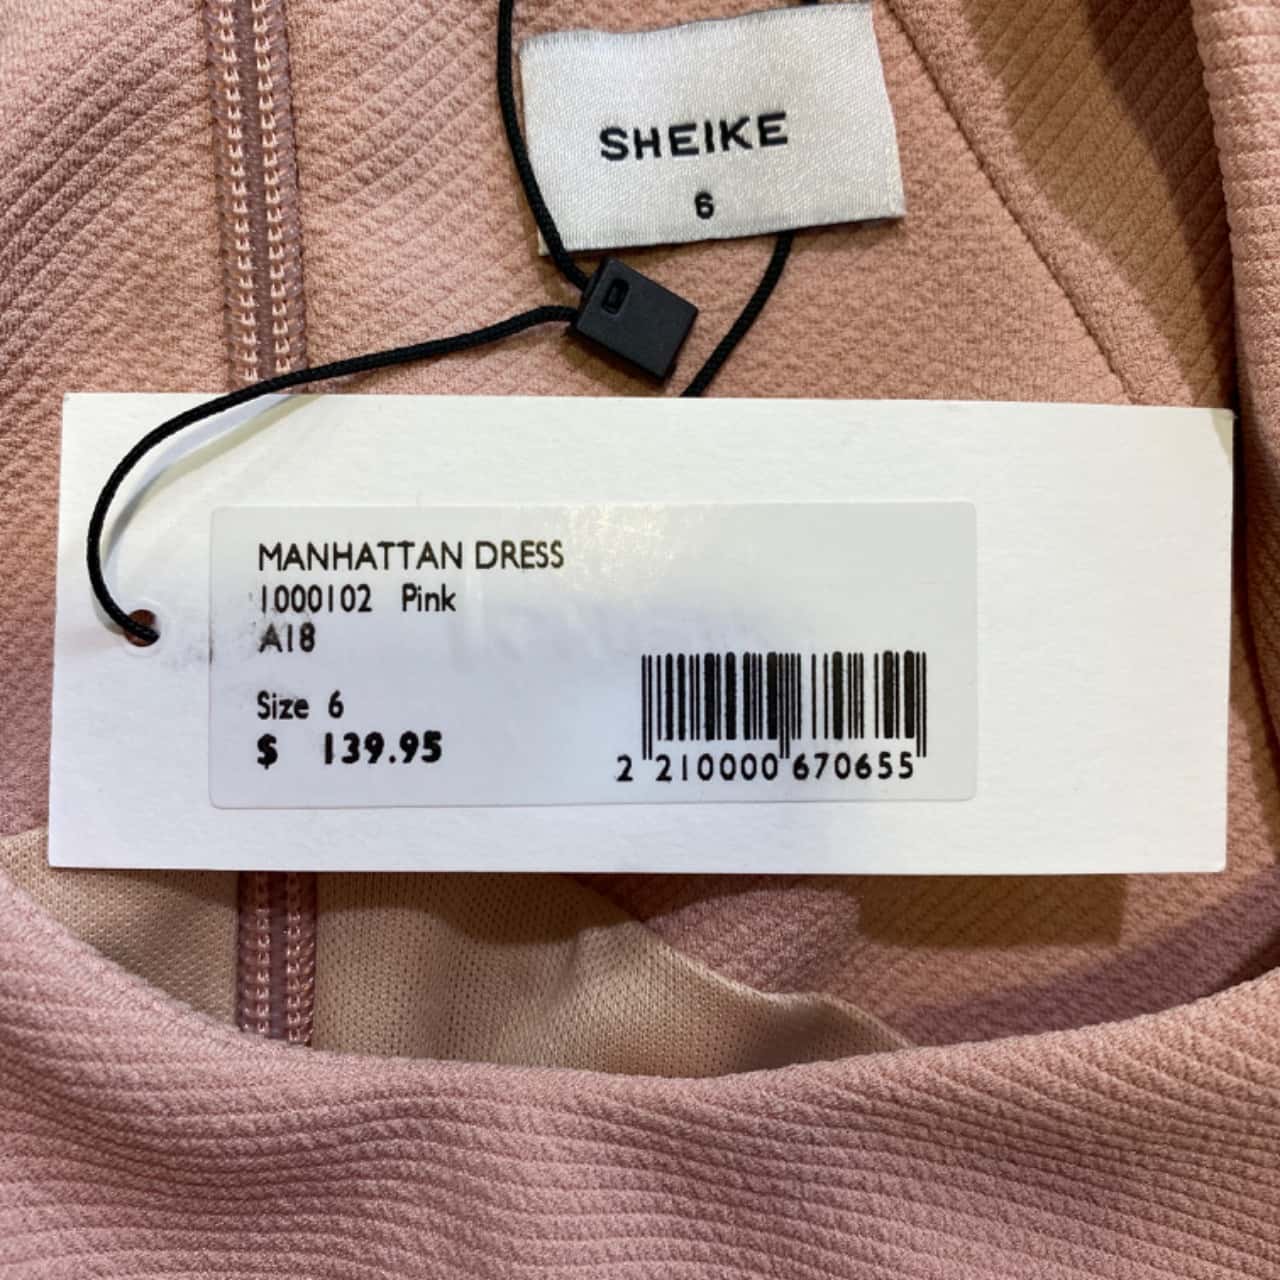 SHEIKE
6
MANHATTAN DRESS
1000102 Pink
A18
Size 6
$ 139.95
2 210000 670655